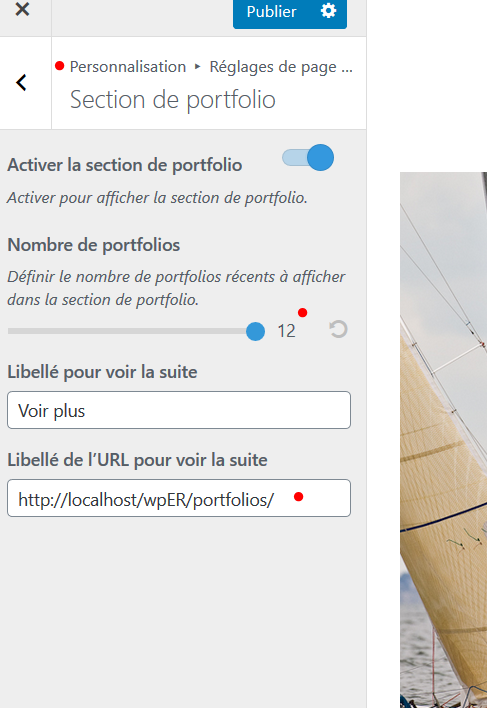 Publier
Personnalisation ▸ Réglages de page ...
Section de portfolio
Activer la section de portfolio
Activer pour afficher la section de portfolio.
Nombre de portfolios
Définir le nombre de portfolios récents à afficher
dans la section de portfolio.
12
Libellé pour voir la suite
Voir plus
Libellé de l’URL pour voir la suite
http://localhost/wpER/portfolios/